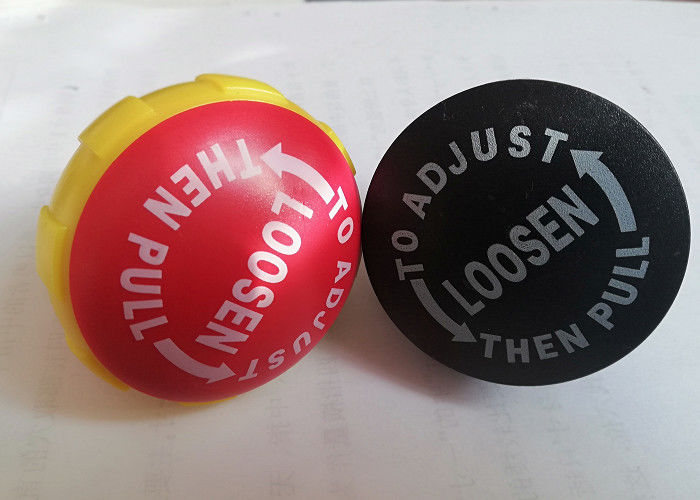 TO ADJUST
LOOSEN
THEN PULL
TO ADJUST
LOOSEN
THEN PULL